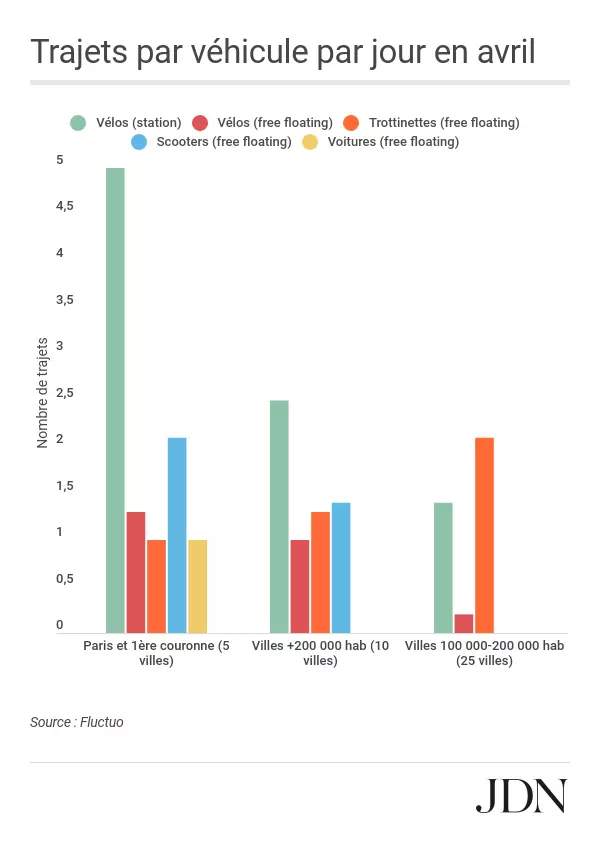 Trajets par véhicule par jour en avril
Vélos (station) Vélos (free floating) Trottinettes (free floating)
Scooters (free floating) Voitures (free floating)
5
4,5
4
3,5
3
2,5
2
1,5
1
0,5
0
Nombre de trajets
Paris et 1ère couronne (5
villes)
Villes +200 000 hab (10
villes)
Villes 100 000-200 000 hab
(25 villes)
Source : Fluctuo
JDN